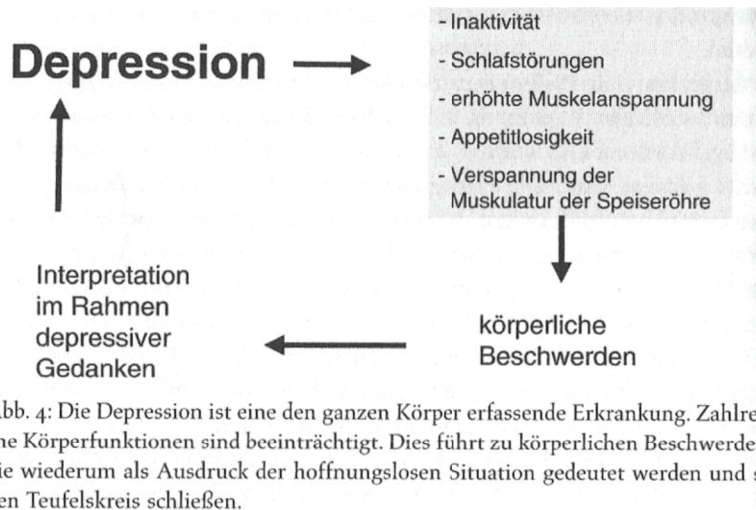 Depression
- Inaktivität
- Schlafstörungen
- erhöhte Muskelanspannung
- Appetitlosigkeit
- Verspannung der
Muskulatur der Speiseröhre
körperliche
Beschwerden
Interpretation
im Rahmen
depressiver
Gedanken
Abb. 4: Die Depression ist eine den ganzen Körper erfassende Erkrankung. Zahlre
he Körperfunktionen sind beeinträchtigt. Dies führt zu körperlichen Beschwerde
ie wiederum als Ausdruck der hoffnungslosen Situation gedeutet werden und s
en Teufelskreis schließen.